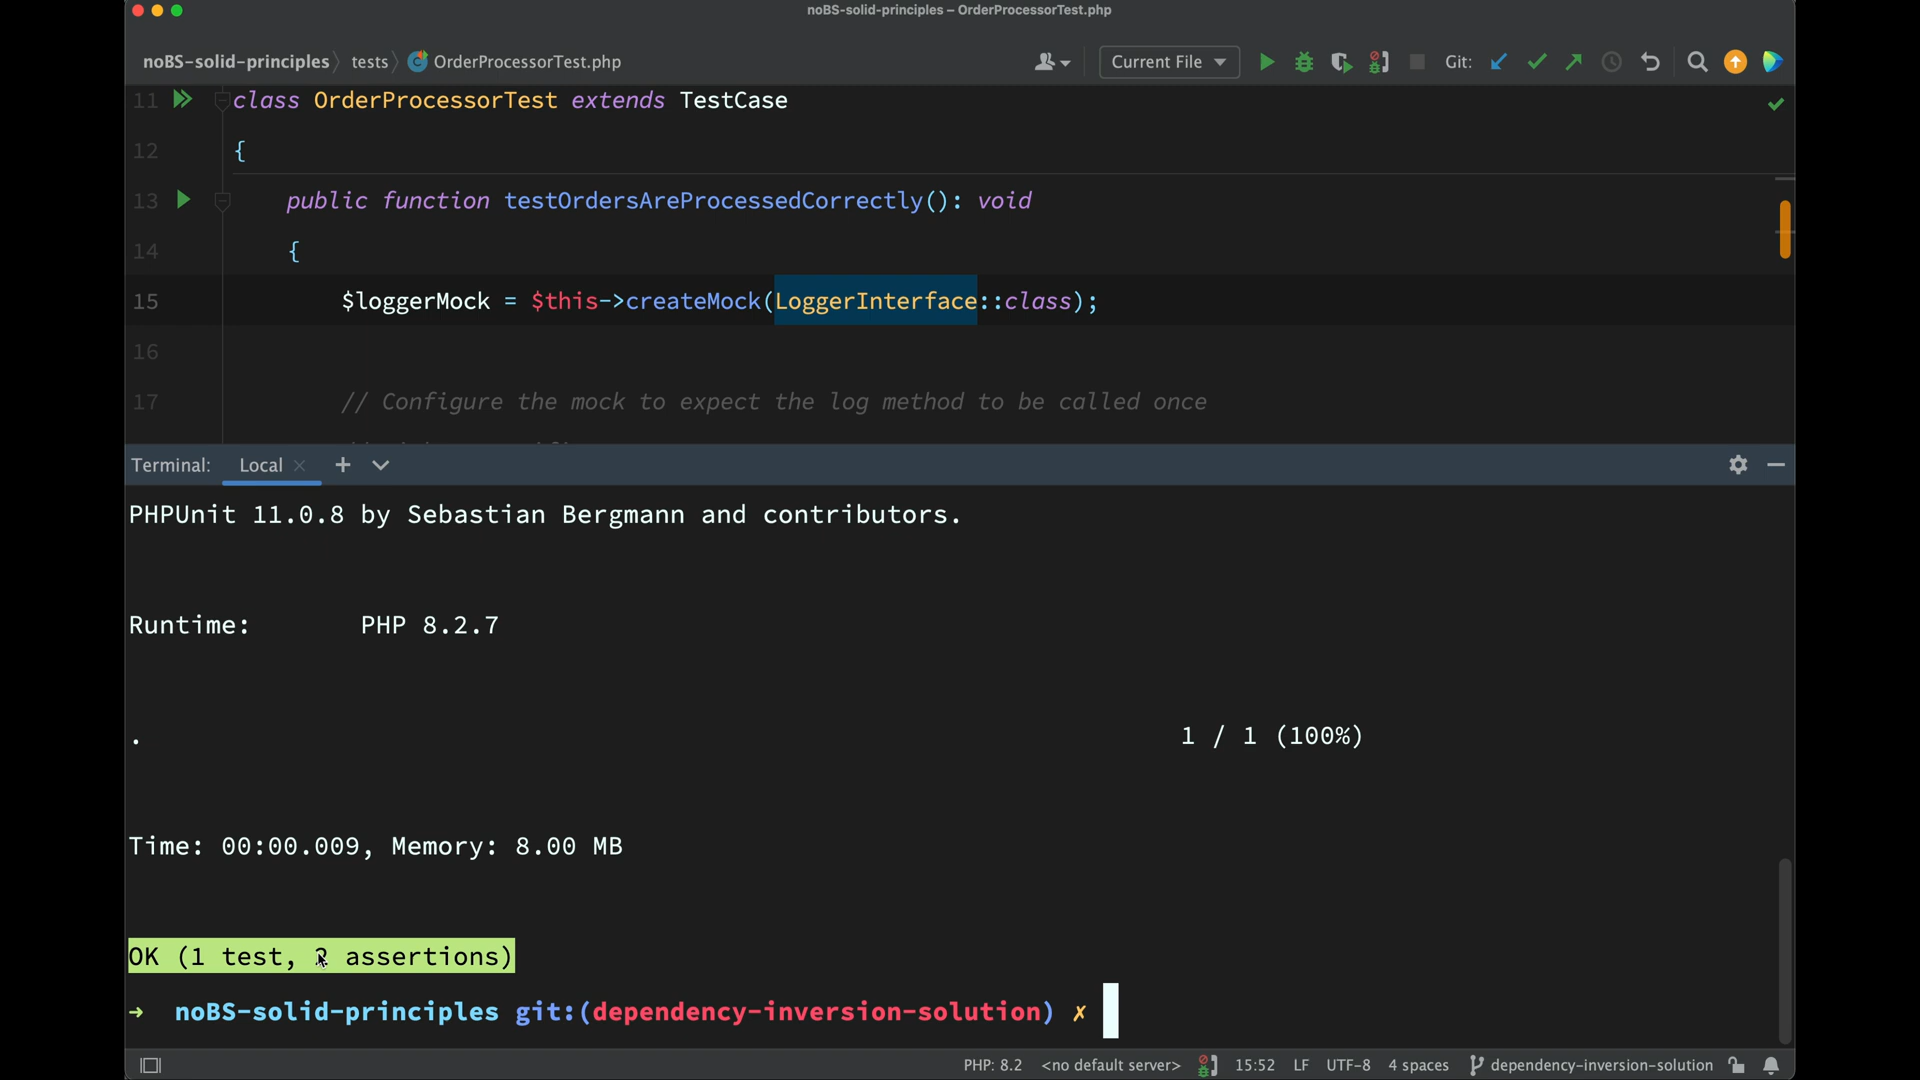 noBS-solid-principles – OrderProcessorTest.php
noBS-solid-principles tests OrderProcessorTest.php Current File Git:
11 class OrderProcessorTest extends TestCase
12 {
13 public function testOrdersAreProcessedCorrectly(): void
14 {
15 $loggerMock = $this->createMock(LoggerInterface::class);
16
17 // Configure the mock to expect the log method to be called once
Terminal: Local
PHPUnit 11.0.8 by Sebastian Bergmann and contributors.
Runtime: PHP 8.2.7
. 1 / 1 (100%)
Time: 00:00.009, Memory: 8.00 MB
OK (1 test, assertions)
➜ noBS-solid-principles git:(dependency-inversion-solution) ✗
PHP: 8.2 <no default server> 15:52 LF UTF-8 4 spaces dependency-inversion-solution